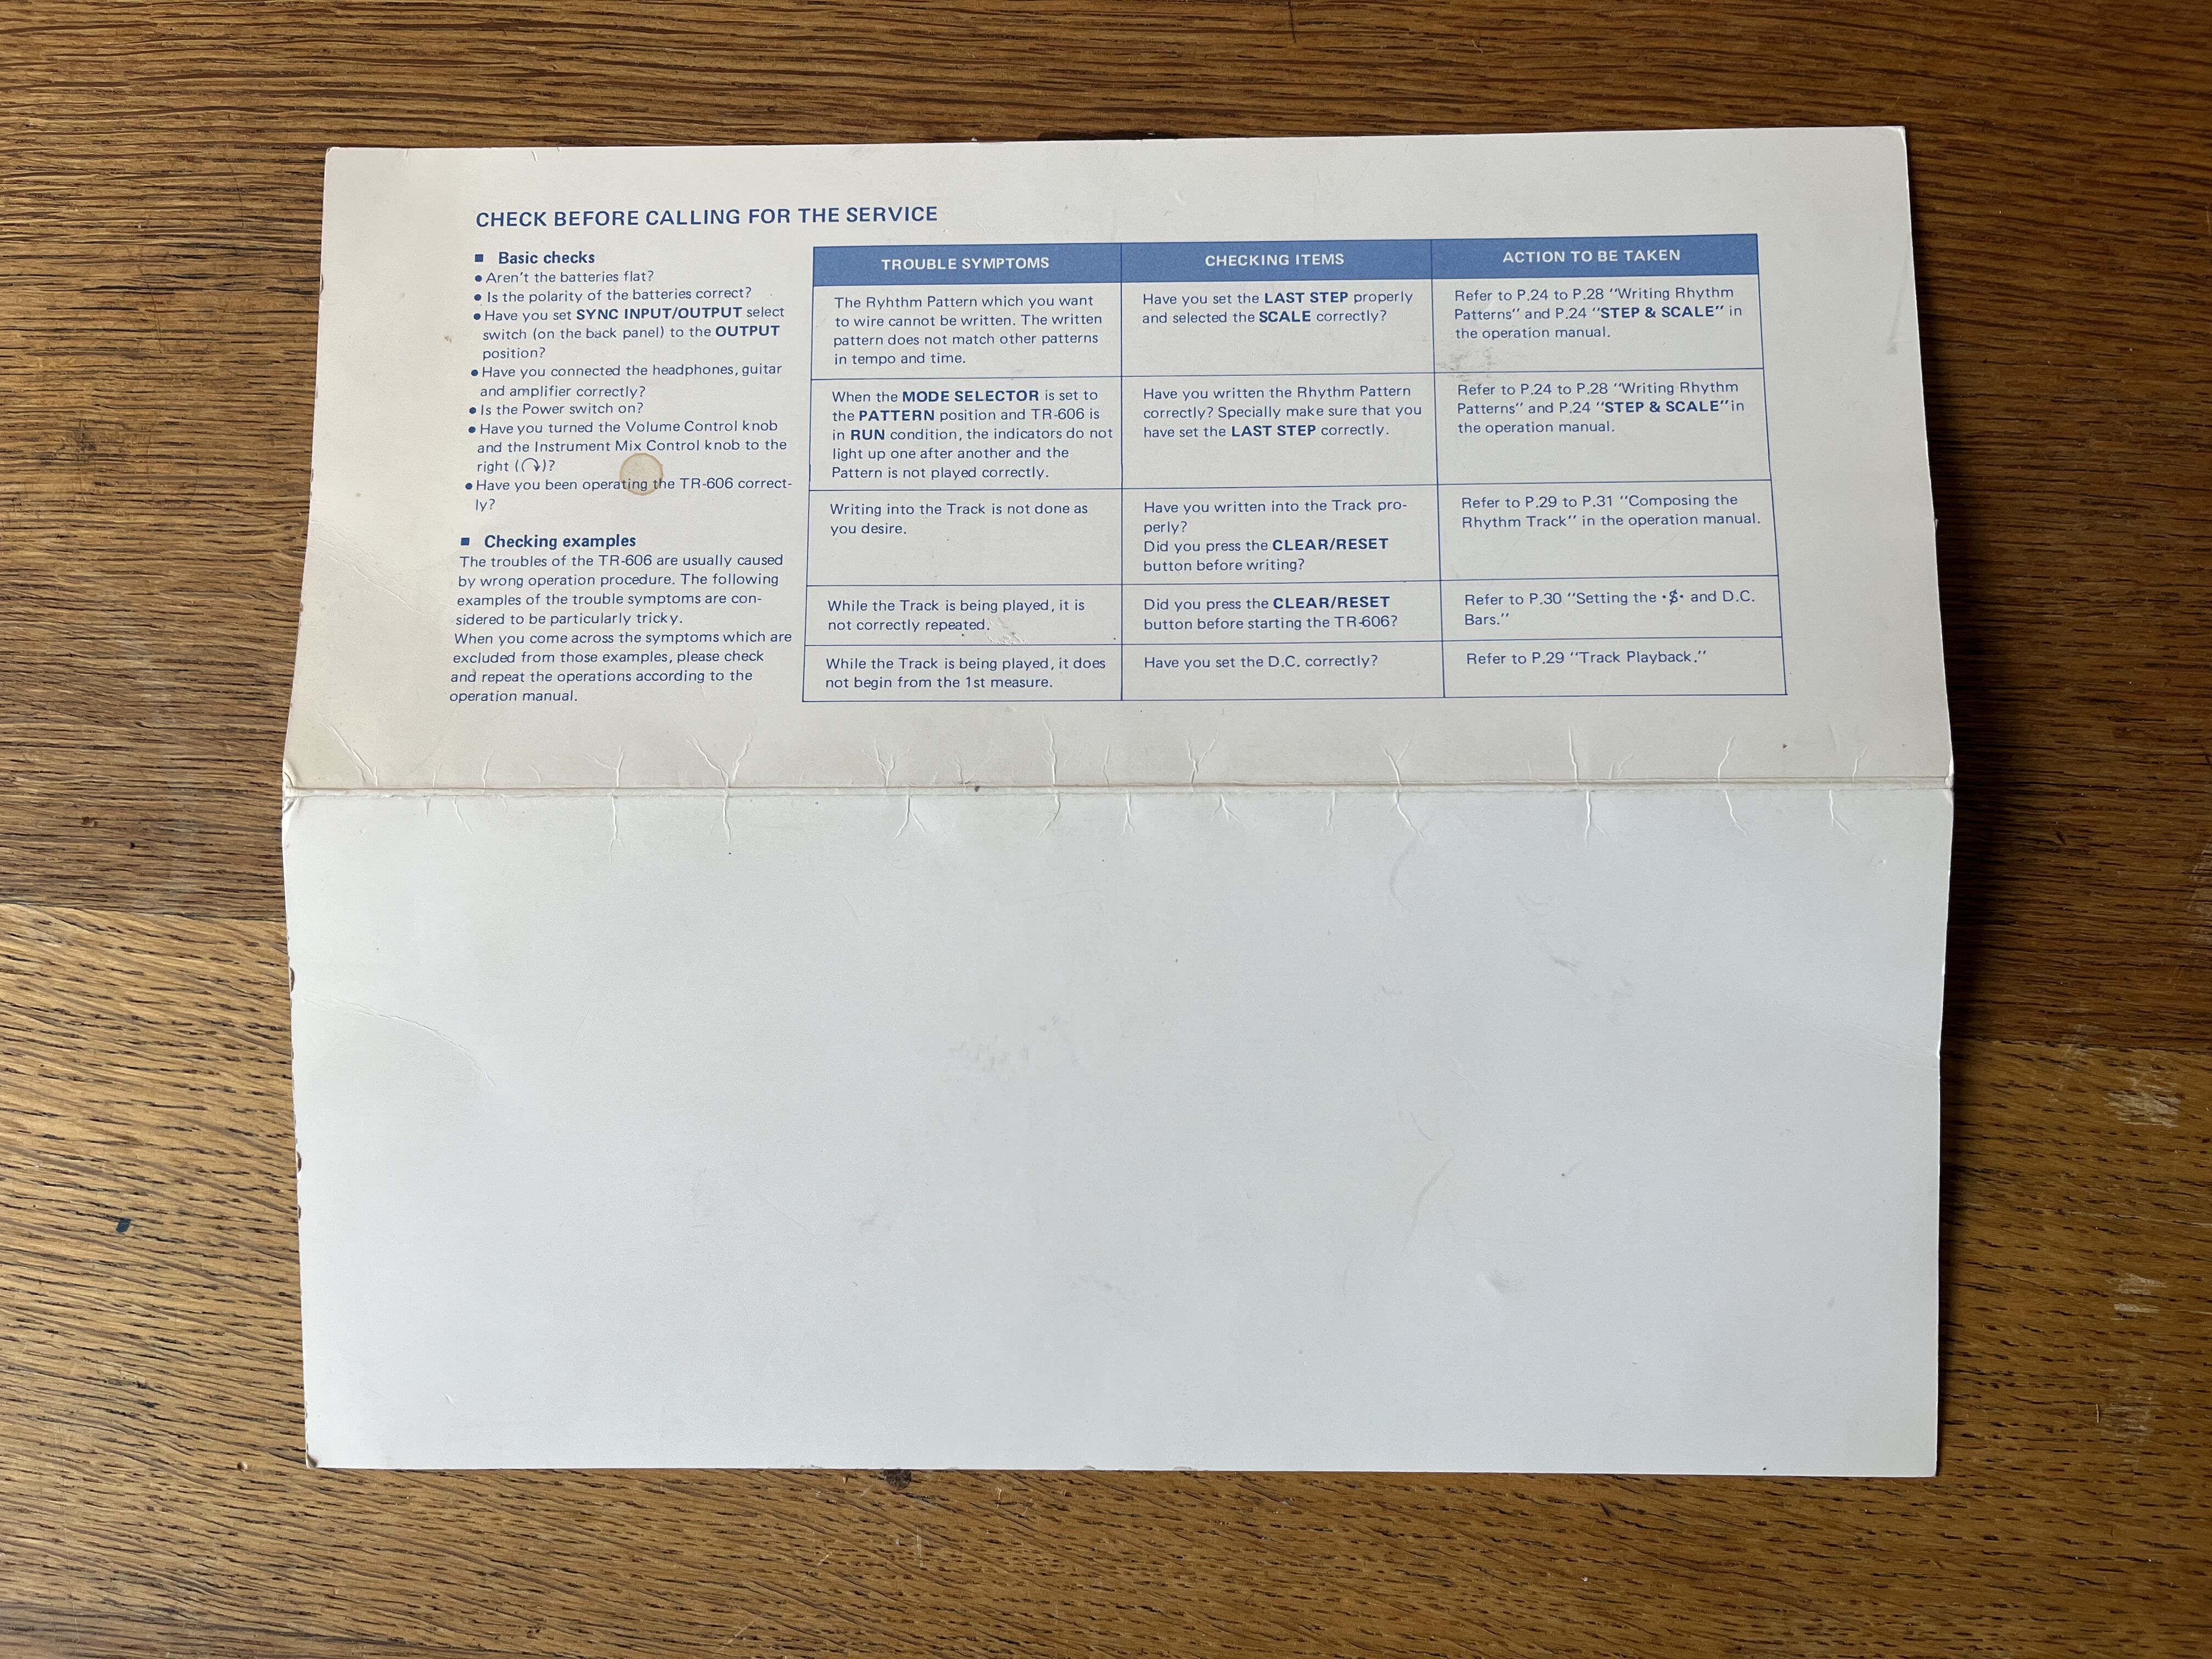 CHECK BEFORE CALLING FOR THE SERVICE
■ Basic checks
● Aren't the batteries flat?
● Is the polarity of the batteries correct?
● Have you set SYNC INPUT/OUTPUT select
switch (on the back panel) to the OUTPUT
position?
● Have you connected the headphones, guitar
and amplifier correctly?
● Is the Power switch on?
● Have you turned the Volume Control knob
and the Instrument Mix Control knob to the
right (↷)?
● Have you been operating the TR-606 correct-
ly?
■ Checking examples
The troubles of the TR-606 are usually caused
by wrong operation procedure. The following
examples of the trouble symptoms are con-
sidered to be particularly tricky.
When you come across the symptoms which are
excluded from those examples, please check
and repeat the operations according to the
operation manual.
TROUBLE SYMPTOMS
CHECKING ITEMS
ACTION TO BE TAKEN
The Ryhthm Pattern which you want
to wire cannot be written. The written
pattern does not match other patterns
in tempo and time.
Have you set the LAST STEP properly
and selected the SCALE correctly?
Refer to P.24 to P.28 "Writing Rhythm
Patterns" and P.24 "STEP & SCALE" in
the operation manual.
When the MODE SELECTOR is set to
the PATTERN position and TR-606 is
in RUN condition, the indicators do not
light up one after another and the
Pattern is not played correctly.
Have you written the Rhythm Pattern
correctly? Specially make sure that you
have set the LAST STEP correctly.
Refer to P.24 to P.28 "Writing Rhythm
Patterns" and P.24 "STEP & SCALE" in
the operation manual.
Writing into the Track is not done as
you desire.
Have you written into the Track pro-
perly?
Did you press the CLEAR/RESET
button before writing?
Refer to P.29 to P.31 "Composing the
Rhythm Track" in the operation manual.
While the Track is being played, it is
not correctly repeated.
Did you press the CLEAR/RESET
button before starting the TR-606?
Refer to P.30 "Setting the ·𝄋· and D.C.
Bars."
While the Track is being played, it does
not begin from the 1st measure.
Have you set the D.C. correctly?
Refer to P.29 "Track Playback."